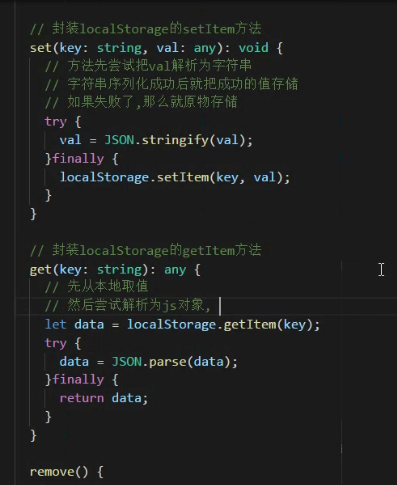 // 封装localStorage的setItem方法
set(key: string, val: any): void {
// 方法先尝试把val解析为字符串
// 字符串序列化成功后就把成功的值存储
// 如果失败了,那么就原物存储
try {
val = JSON.stringify(val);
}finally {
localStorage.setItem(key, val);
}
}
// 封装localStorage的getItem方法
get(key: string): any {
// 先从本地取值
// 然后尝试解析为js对象,
let data = localStorage.getItem(key);
try {
data = JSON.parse(data);
}finally {
return data;
}
}
remove() {